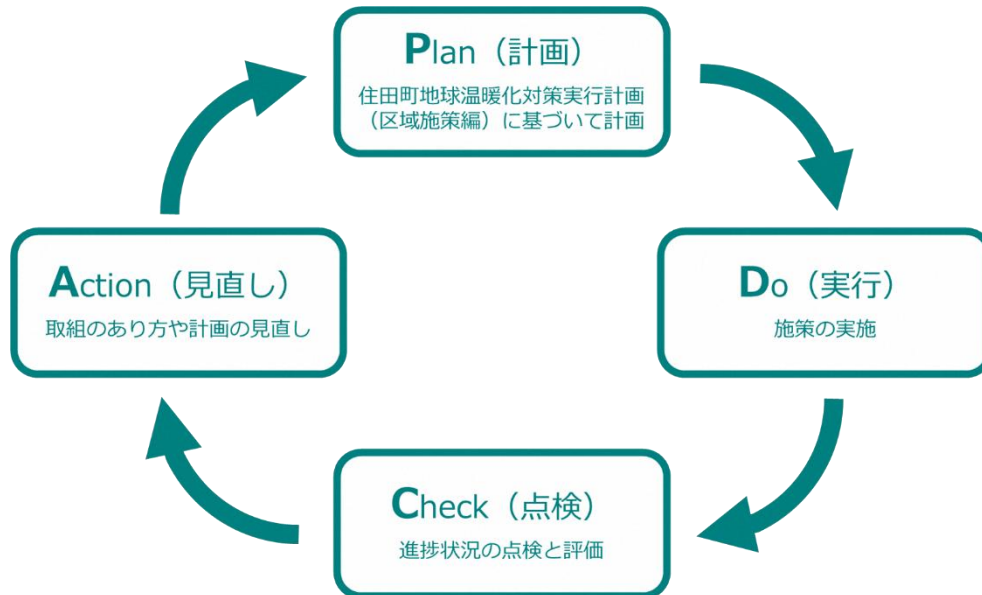 Plan（計画）
住田町地球温暖化対策実行計画
（区域施策編）に基づいて計画
Do（実行）
施策の実施
Check（点検）
進捗状況の点検と評価
Action（見直し）
取組のあり方や計画の見直し